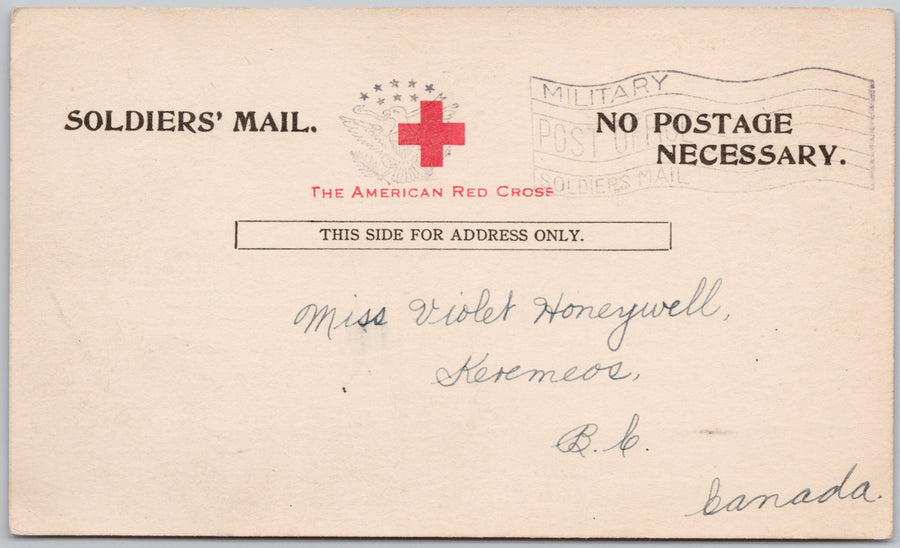 SOLDIERS' MAIL.
THE AMERICAN RED CROSS
MILITARY
POST OFFICE
SOLDIERS MAIL
NO POSTAGE
NECESSARY.
THIS SIDE FOR ADDRESS ONLY.
Miss Violet Honeywell,
Keremeos,
B.C.
Canada.